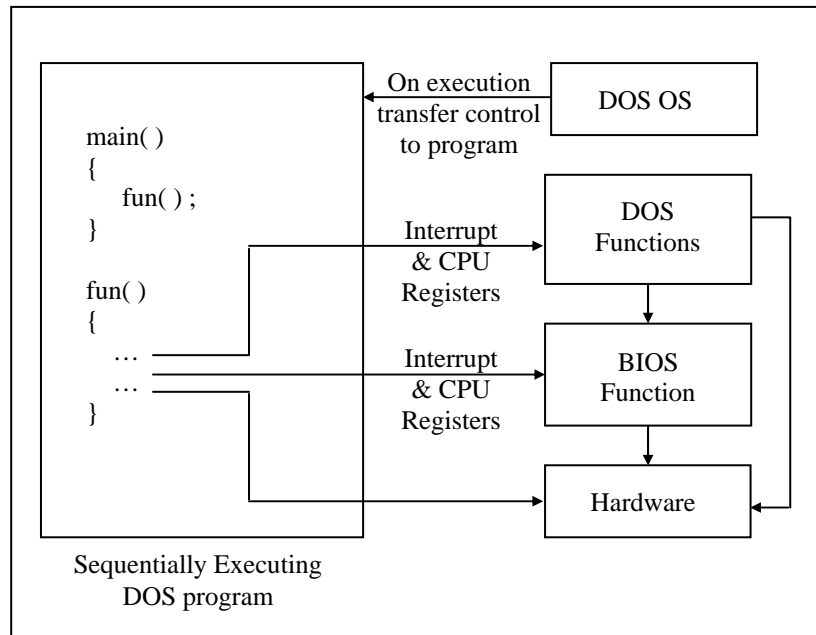 On execution
transfer control
to program
DOS OS
main( )
{
fun( ) ;
}
DOS
Functions
Interrupt
& CPU
Registers
fun( )
{
…
…
}
BIOS
Function
Interrupt
& CPU
Registers
Hardware
Sequentially Executing
DOS program